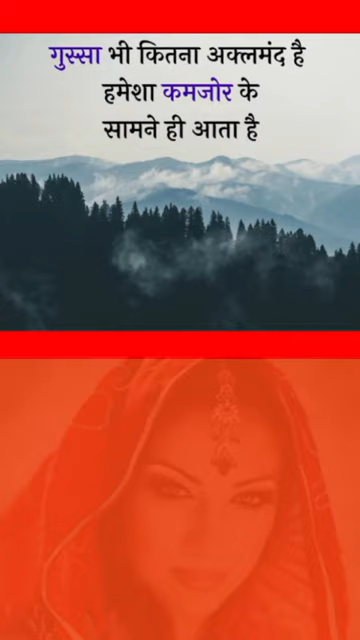 गुस्सा भी कितना अक्लमंद है
हमेशा कमजोर के
सामने ही आता है